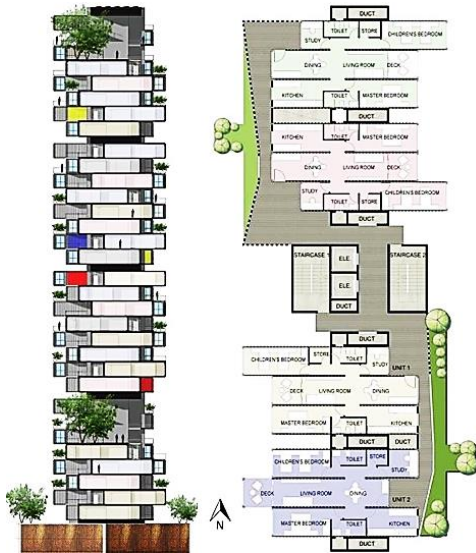 DUCT
TOILET STORE CHILDREN'S BEDROOM
STUDY
DINING LIVING ROOM DECK
KITCHEN TOILET MASTER BEDROOM
DUCT
KITCHEN TOILET MASTER BEDROOM
DINING LIVING ROOM DECK
STUDY CHILDREN'S BEDROOM
TOILET STORE
DUCT
STAIRCASE 1 ELE. STAIRCASE 2
ELE.
DUCT
DUCT
CHILDREN'S BEDROOM STORE TOILET STUDY
UNIT 1
DECK LIVING ROOM DINING
MASTER BEDROOM TOILET KITCHEN
DUCT DUCT
CHILDREN'S BEDROOM TOILET STORE STUDY
DECK LIVING ROOM DINING UNIT 2
MASTER BEDROOM TOILET KITCHEN
DUCT
N